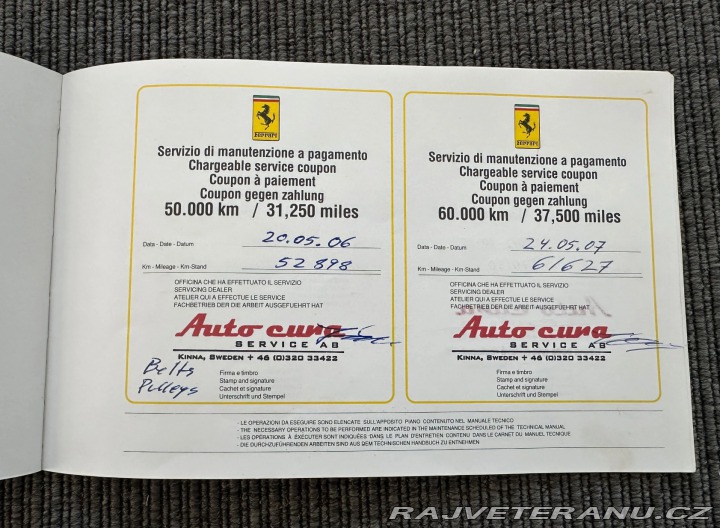 Ferrari
Servizio di manutenzione a pagamento
Chargeable service coupon
Coupon à paiement
Coupon gegen zahlung
50.000 km / 31,250 miles
Data - Date - Datum 20.05.06
Km - Mileage - Km-Stand 52898
OFFICINA CHE HA EFFETTUATO IL SERVIZIO
SERVICING DEALER
ATELIER QUI A EFFECTUE LE SERVICE
FACHBETRIEB DER DIE ARBEIT AUSGEFUEHRT HAT
Auto cura
SERVICE AB
KINNA, SWEDEN + 46 (0)320 33422
Belts
Pulleys
Firma e timbro
Stamp and signature
Cachet et signature
Unterschrift und Stempel
Ferrari
Servizio di manutenzione a pagamento
Chargeable service coupon
Coupon à paiement
Coupon gegen zahlung
60.000 km / 37,500 miles
Data - Date - Datum 24.05.07
Km - Mileage - Km-Stand 61627
OFFICINA CHE HA EFFETTUATO IL SERVIZIO
SERVICING DEALER
ATELIER QUI A EFFECTUE LE SERVICE
FACHBETRIEB DER DIE ARBEIT AUSGEFUEHRT HAT
Auto cura
SERVICE AB
KINNA, SWEDEN + 46 (0)320 33422
Firma e timbro
Stamp and signature
Cachet et signature
Unterschrift und Stempel
- LE OPERAZIONI DA ESEGUIRE SONO ELENCATE SULL'APPOSITO PIANO CONTENUTO NEL MANUALE TECNICO
- THE NECESSARY OPERATIONS TO BE PERFORMED ARE INDICATED IN THE MAINTENANCE SCHEDULED OF THE TECHNICAL MANUAL
- LES OPÉRATIONS À EXÉCUTER SONT INDIQUÉES DANS LE PLAN D'ENTRETIEN CONTENU DANS LE CARNET DU MANUEL TECNIQUE
- DIE DURCHZUFÜHRENDEN ARBEITEN SIND AUS DEM TECHNISCHEN HANDBUCH ZU ENTNEHMEN
RAJVETERANU.CZ